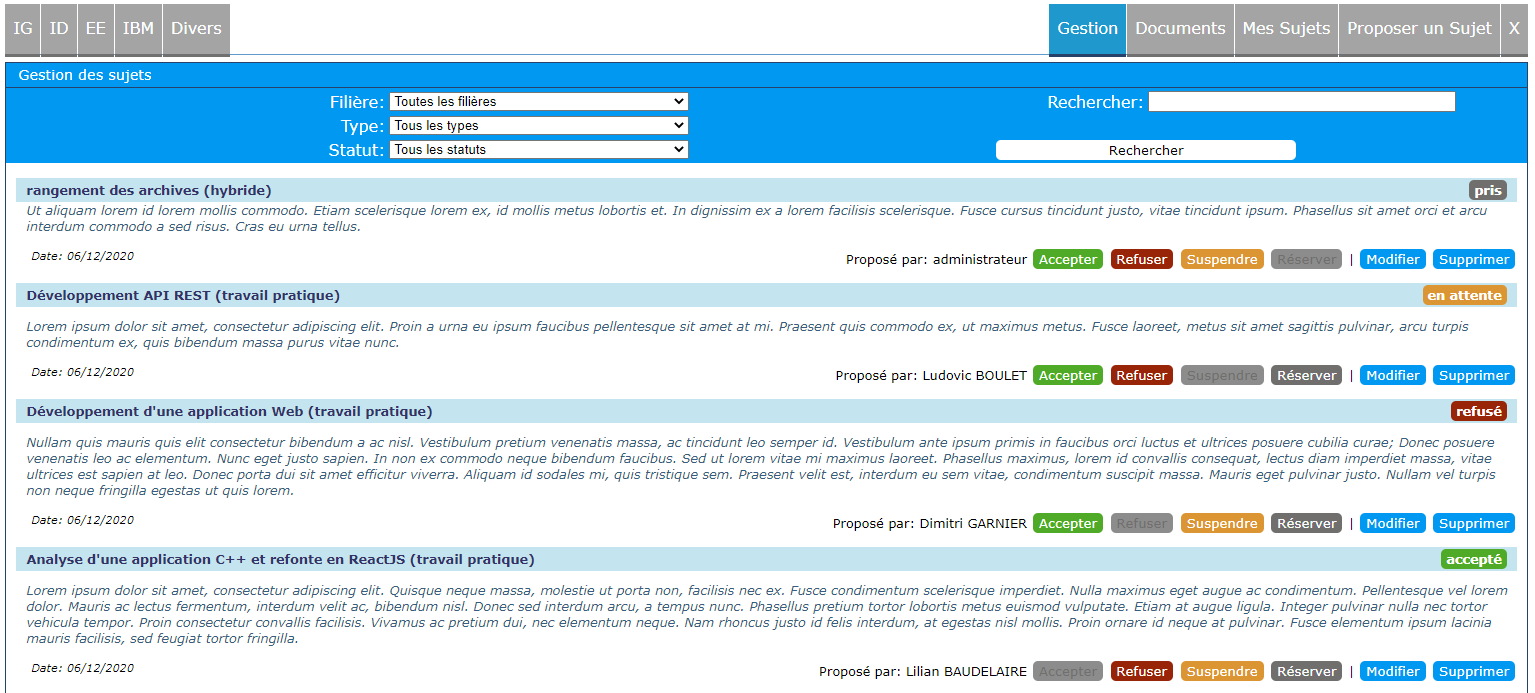 IG ID EE IBM Divers Gestion Documents Mes Sujets Proposer un Sujet X
Gestion des sujets
Filière: Toutes les filières Rechercher:
Type: Tous les types
Statut: Tous les statuts Rechercher
rangement des archives (hybride) pris
Ut aliquam lorem id lorem mollis commodo. Etiam scelerisque lorem ex, id mollis metus lobortis et. In dignissim ex a lorem facilisis scelerisque. Fusce cursus tincidunt justo, vitae tincidunt ipsum. Phasellus sit amet orci et arcu
interdum commodo a sed risus. Cras eu urna tellus.
Date: 06/12/2020 Proposé par: administrateur Accepter Refuser Suspendre Réserver | Modifier Supprimer
Développement API REST (travail pratique) en attente
Lorem ipsum dolor sit amet, consectetur adipiscing elit. Proin a urna eu ipsum faucibus pellentesque sit amet at mi. Praesent quis commodo ex, ut maximus metus. Fusce laoreet, metus sit amet sagittis pulvinar, arcu turpis
condimentum ex, quis bibendum massa purus vitae nunc.
Date: 06/12/2020 Proposé par: Ludovic BOULET Accepter Refuser Suspendre Réserver | Modifier Supprimer
Développement d'une application Web (travail pratique) refusé
Nullam quis mauris quis elit consectetur bibendum a ac nisl. Vestibulum pretium venenatis massa, ac tincidunt leo semper id. Vestibulum ante ipsum primis in faucibus orci luctus et ultrices posuere cubilia curae; Donec posuere
venenatis leo ac elementum. Nunc eget justo sapien. In non ex commodo neque bibendum faucibus. Sed ut lorem vitae mi maximus laoreet. Phasellus maximus, lorem id convallis consequat, lectus diam imperdiet massa, vitae
ultrices est sapien at leo. Donec porta dui sit amet efficitur viverra. Aliquam id sodales mi, quis tristique sem. Praesent velit est, interdum eu sem vitae, condimentum suscipit massa. Mauris eget pulvinar justo. Nullam vel turpis
non neque fringilla egestas ut quis lorem.
Date: 06/12/2020 Proposé par: Dimitri GARNIER Accepter Refuser Suspendre Réserver | Modifier Supprimer
Analyse d'une application C++ et refonte en ReactJS (travail pratique) accepté
Lorem ipsum dolor sit amet, consectetur adipiscing elit. Quisque neque massa, molestie ut porta non, facilisis nec ex. Fusce condimentum scelerisque imperdiet. Nulla maximus eget augue ac condimentum. Pellentesque vel lorem
dolor. Mauris ac lectus fermentum, interdum velit ac, bibendum nisl. Donec sed interdum arcu, a tempus nunc. Phasellus pretium tortor lobortis metus euismod vulputate. Etiam at augue ligula. Integer pulvinar nulla nec tortor
vehicula tempor. Proin consectetur convallis facilisis. Vivamus ac pretium dui, nec elementum neque. Nam rhoncus justo id felis interdum, at egestas nisl mollis. Proin ornare id neque at pulvinar. Fusce elementum ipsum lacinia
mauris facilisis, sed feugiat tortor fringilla.
Date: 06/12/2020 Proposé par: Lilian BAUDELAIRE Accepter Refuser Suspendre Réserver | Modifier Supprimer